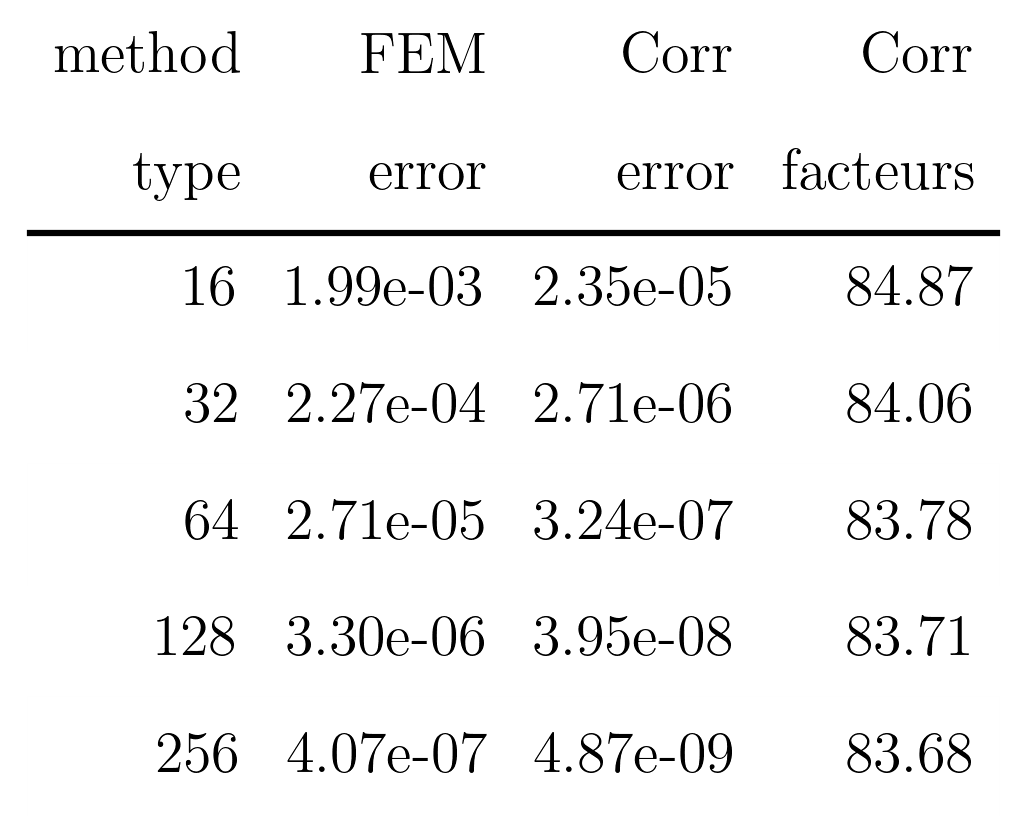 method FEM Corr Corr
type error error facteurs
16 1.99e-03 2.35e-05 84.87
32 2.27e-04 2.71e-06 84.06
64 2.71e-05 3.24e-07 83.78
128 3.30e-06 3.95e-08 83.71
256 4.07e-07 4.87e-09 83.68